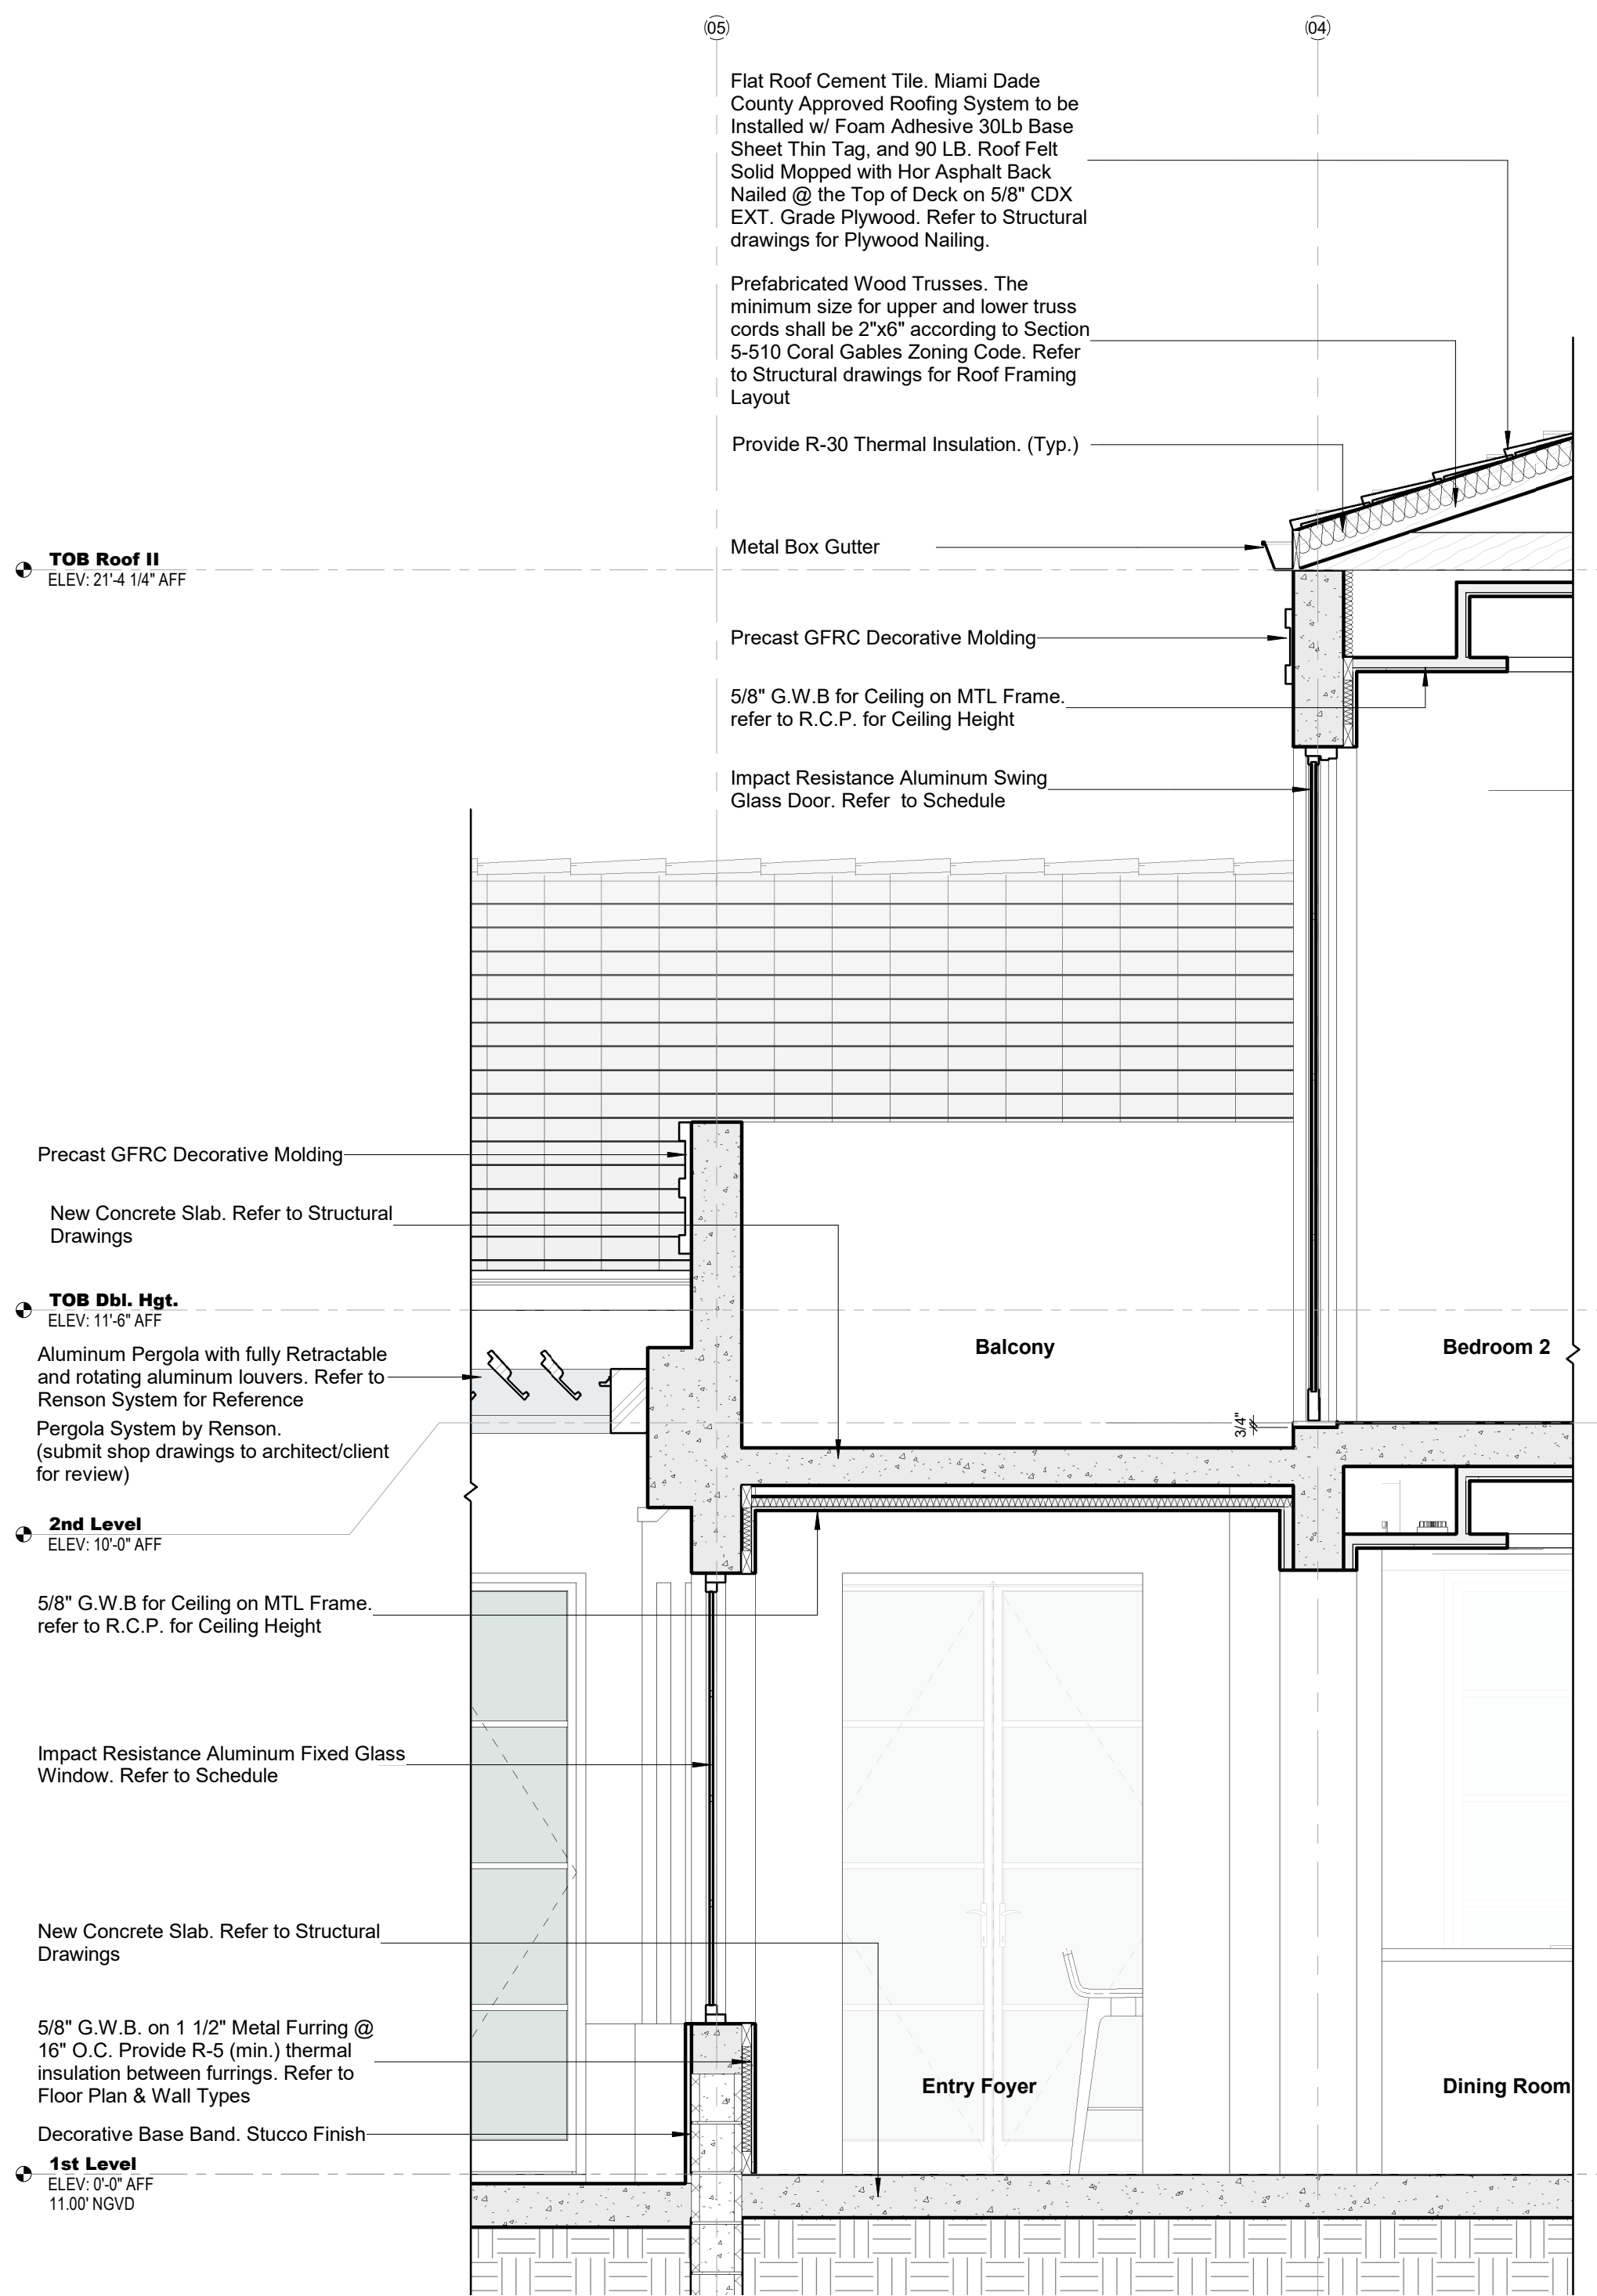 05
04
Flat Roof Cement Tile. Miami Dade
County Approved Roofing System to be
Installed w/ Foam Adhesive 30Lb Base
Sheet Thin Tag, and 90 LB. Roof Felt
Solid Mopped with Hor Asphalt Back
Nailed @ the Top of Deck on 5/8" CDX
EXT. Grade Plywood. Refer to Structural
drawings for Plywood Nailing.
Prefabricated Wood Trusses. The
minimum size for upper and lower truss
cords shall be 2"x6" according to Section
5-510 Coral Gables Zoning Code. Refer
to Structural drawings for Roof Framing
Layout
Provide R-30 Thermal Insulation. (Typ.)
Metal Box Gutter
TOB Roof II
ELEV: 21'-4 1/4" AFF
Precast GFRC Decorative Molding
5/8" G.W.B for Ceiling on MTL Frame.
refer to R.C.P. for Ceiling Height
Impact Resistance Aluminum Swing
Glass Door. Refer to Schedule
Precast GFRC Decorative Molding
New Concrete Slab. Refer to Structural
Drawings
TOB Dbl. Hgt.
ELEV: 11'-6" AFF
Balcony
Bedroom 2
Aluminum Pergola with fully Retractable
and rotating aluminum louvers. Refer to
Renson System for Reference
Pergola System by Renson.
(submit shop drawings to architect/client
for review)
3/4"
2nd Level
ELEV: 10'-0" AFF
5/8" G.W.B for Ceiling on MTL Frame.
refer to R.C.P. for Ceiling Height
Impact Resistance Aluminum Fixed Glass
Window. Refer to Schedule
New Concrete Slab. Refer to Structural
Drawings
5/8" G.W.B. on 1 1/2" Metal Furring @
16" O.C. Provide R-5 (min.) thermal
insulation between furrings. Refer to
Floor Plan & Wall Types
Entry Foyer
Dining Room
Decorative Base Band. Stucco Finish
1st Level
ELEV: 0'-0" AFF
11.00' NGVD